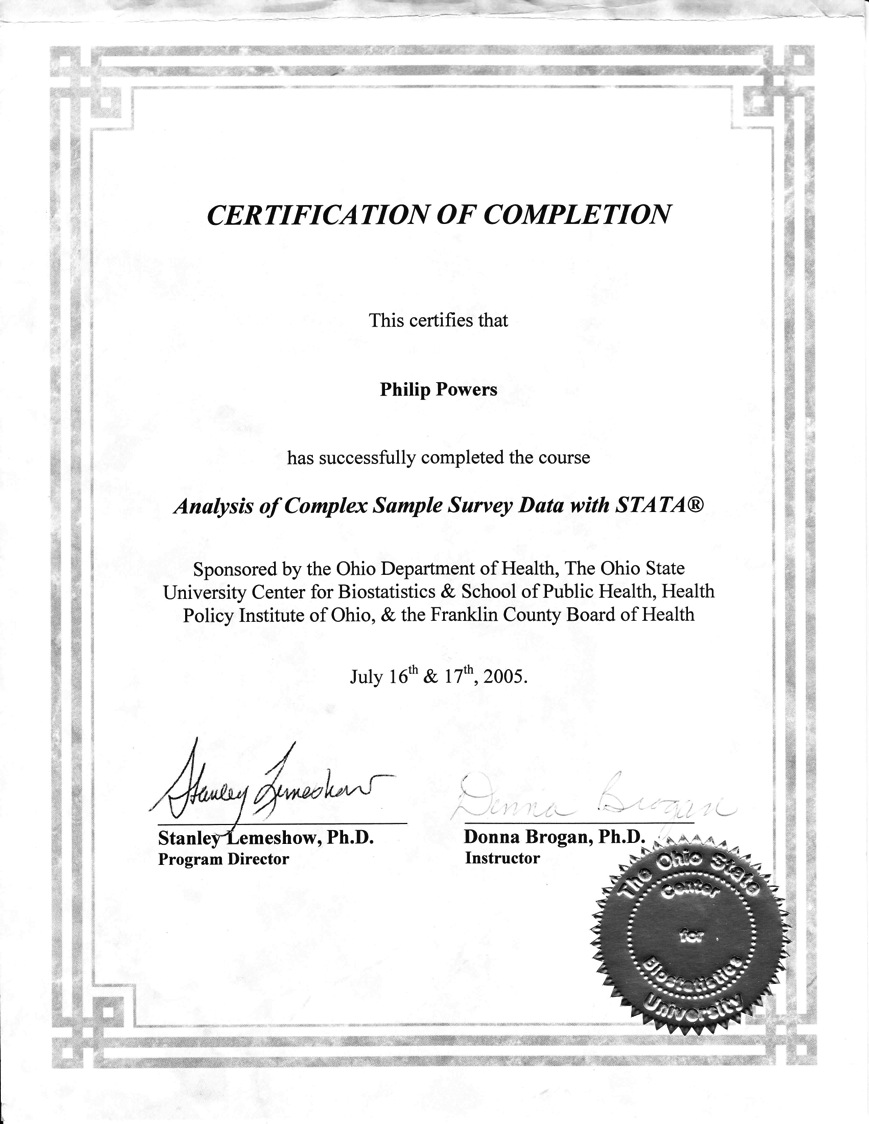 CERTIFICATION OF COMPLETION
This certifies that
Philip Powers
has successfully completed the course
Analysis of Complex Sample Survey Data with STATA®
Sponsored by the Ohio Department of Health, The Ohio State
University Center for Biostatistics & School of Public Health, Health
Policy Institute of Ohio, & the Franklin County Board of Health
July 16th & 17th, 2005.
Stanley Lemeshow
Donna Brogan
Stanley Lemeshow, Ph.D.
Program Director
Donna Brogan, Ph.D.
Instructor
The Ohio State
Center
for
Biostatistics
University